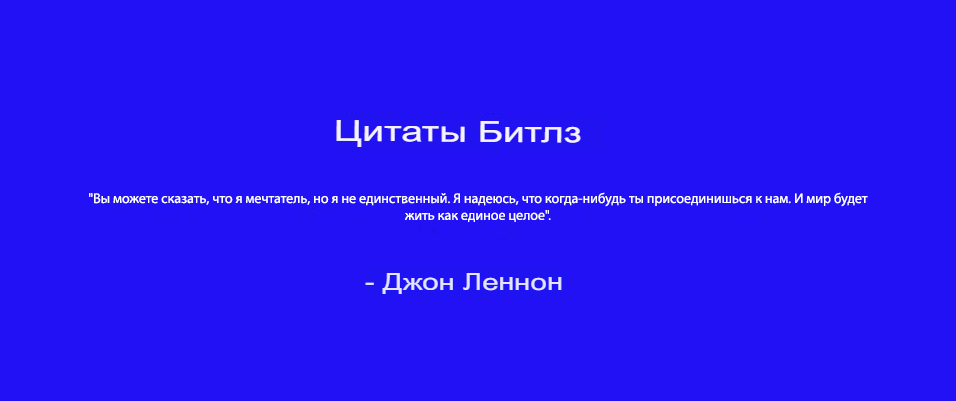 Цитаты Битлз
"Вы можете сказать, что я мечтатель, но я не единственный. Я надеюсь, что когда-нибудь ты присоединишься к нам. И мир будет
жить как единое целое".
- Джон Леннон